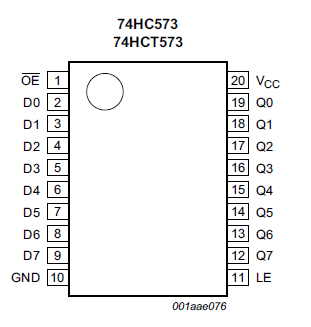 74HC573
74HCT573
O̅E̅ 1 20 VCC
D0 2 19 Q0
D1 3 18 Q1
D2 4 17 Q2
D3 5 16 Q3
D4 6 15 Q4
D5 7 14 Q5
D6 8 13 Q6
D7 9 12 Q7
GND 10 11 LE
001aae076